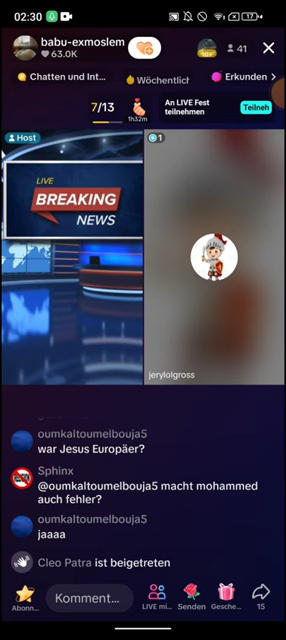 02:30
17
babu-exmoslem
63.0K
41
Chatten und Int...
Wöchentlich
Erkunden
7/13
1h32m
An LIVE Fest
teilnehmen
Teilneh
Host
1
LIVE
BREAKING
NEWS
jerylolgross
oumkaltoumelbouja5
war Jesus Europäer?
Sphinx
@oumkaltoumelbouja5 macht mohammed
auch fehler?
oumkaltoumelbouja5
jaaaa
Cleo Patra ist beigetreten
Komment...
Abonn...
LIVE mi...
Senden
Gesche...
15